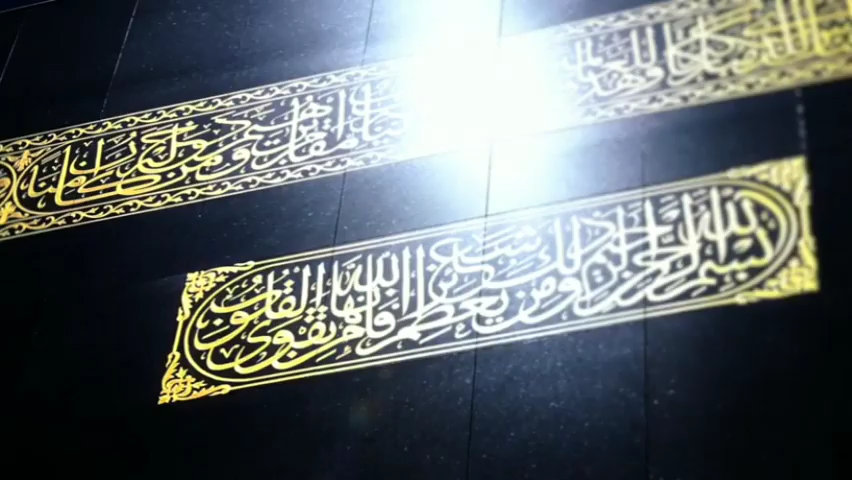 مباركا وهدى مقام ابراهيم ومن دخله كان امنا
بسم الله الرحمن الرحيم ذلك ومن يعظم شعائر الله فإنها من تقوى القلوب